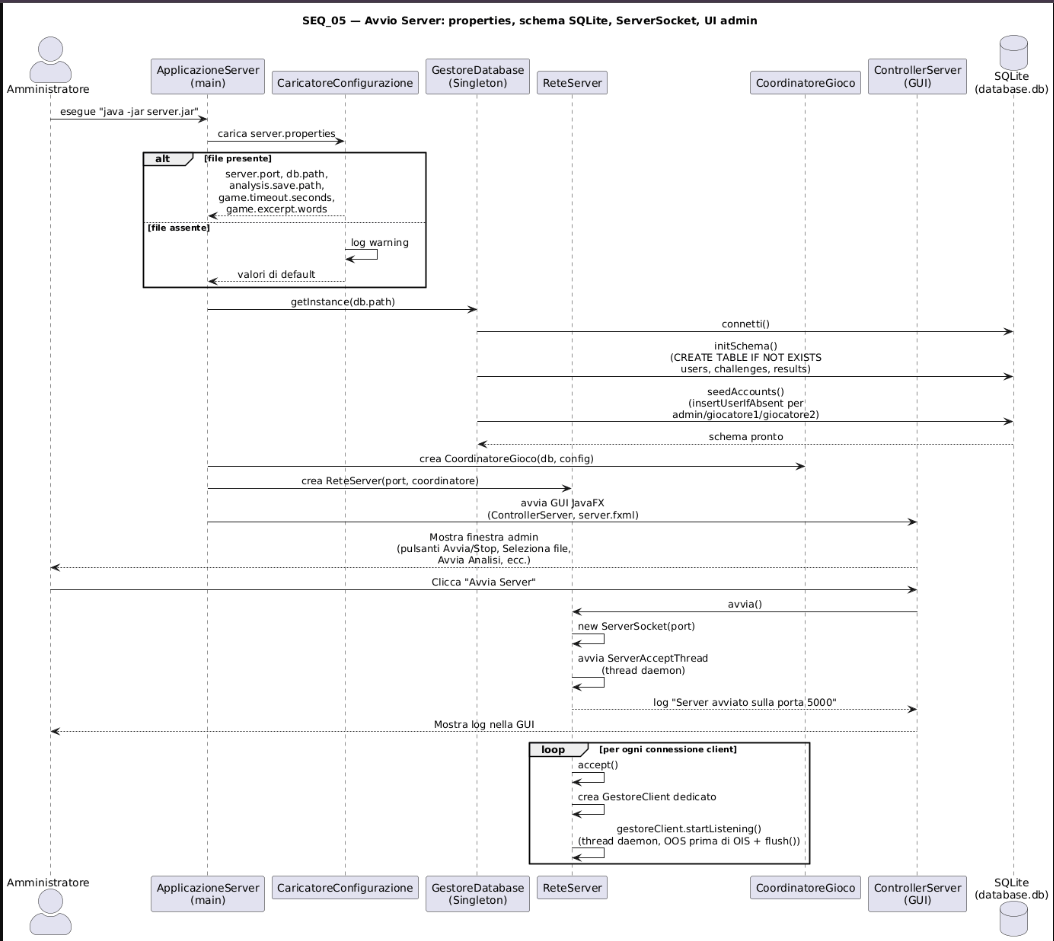 SEQ_05 — Avvio Server: properties, schema SQLite, ServerSocket, UI admin
Amministratore
ApplicazioneServer
(main)
CaricatoreConfigurazione
GestoreDatabase
(Singleton)
ReteServer
CoordinatoreGioco
ControllerServer
(GUI)
SQLite
(database.db)
esegue "java -jar server.jar"
carica server.properties
alt
[file presente]
server.port, db.path,
analysis.save.path,
game.timeout.seconds,
game.excerpt.words
[file assente]
log warning
valori di default
getInstance(db.path)
connetti()
initSchema()
(CREATE TABLE IF NOT EXISTS
users, challenges, results)
seedAccounts()
(insertUserIfAbsent per
admin/giocatore1/giocatore2)
schema pronto
crea CoordinatoreGioco(db, config)
crea ReteServer(port, coordinatore)
avvia GUI JavaFX
(ControllerServer, server.fxml)
Mostra finestra admin
(pulsanti Avvia/Stop, Seleziona file,
Avvia Analisi, ecc.)
Clicca "Avvia Server"
avvia()
new ServerSocket(port)
avvia ServerAcceptThread
(thread daemon)
log "Server avviato sulla porta 5000"
Mostra log nella GUI
loop
[per ogni connessione client]
accept()
crea GestoreClient dedicato
gestoreClient.startListening()
(thread daemon, OOS prima di OIS + flush())
Amministratore
ApplicazioneServer
(main)
CaricatoreConfigurazione
GestoreDatabase
(Singleton)
ReteServer
CoordinatoreGioco
ControllerServer
(GUI)
SQLite
(database.db)